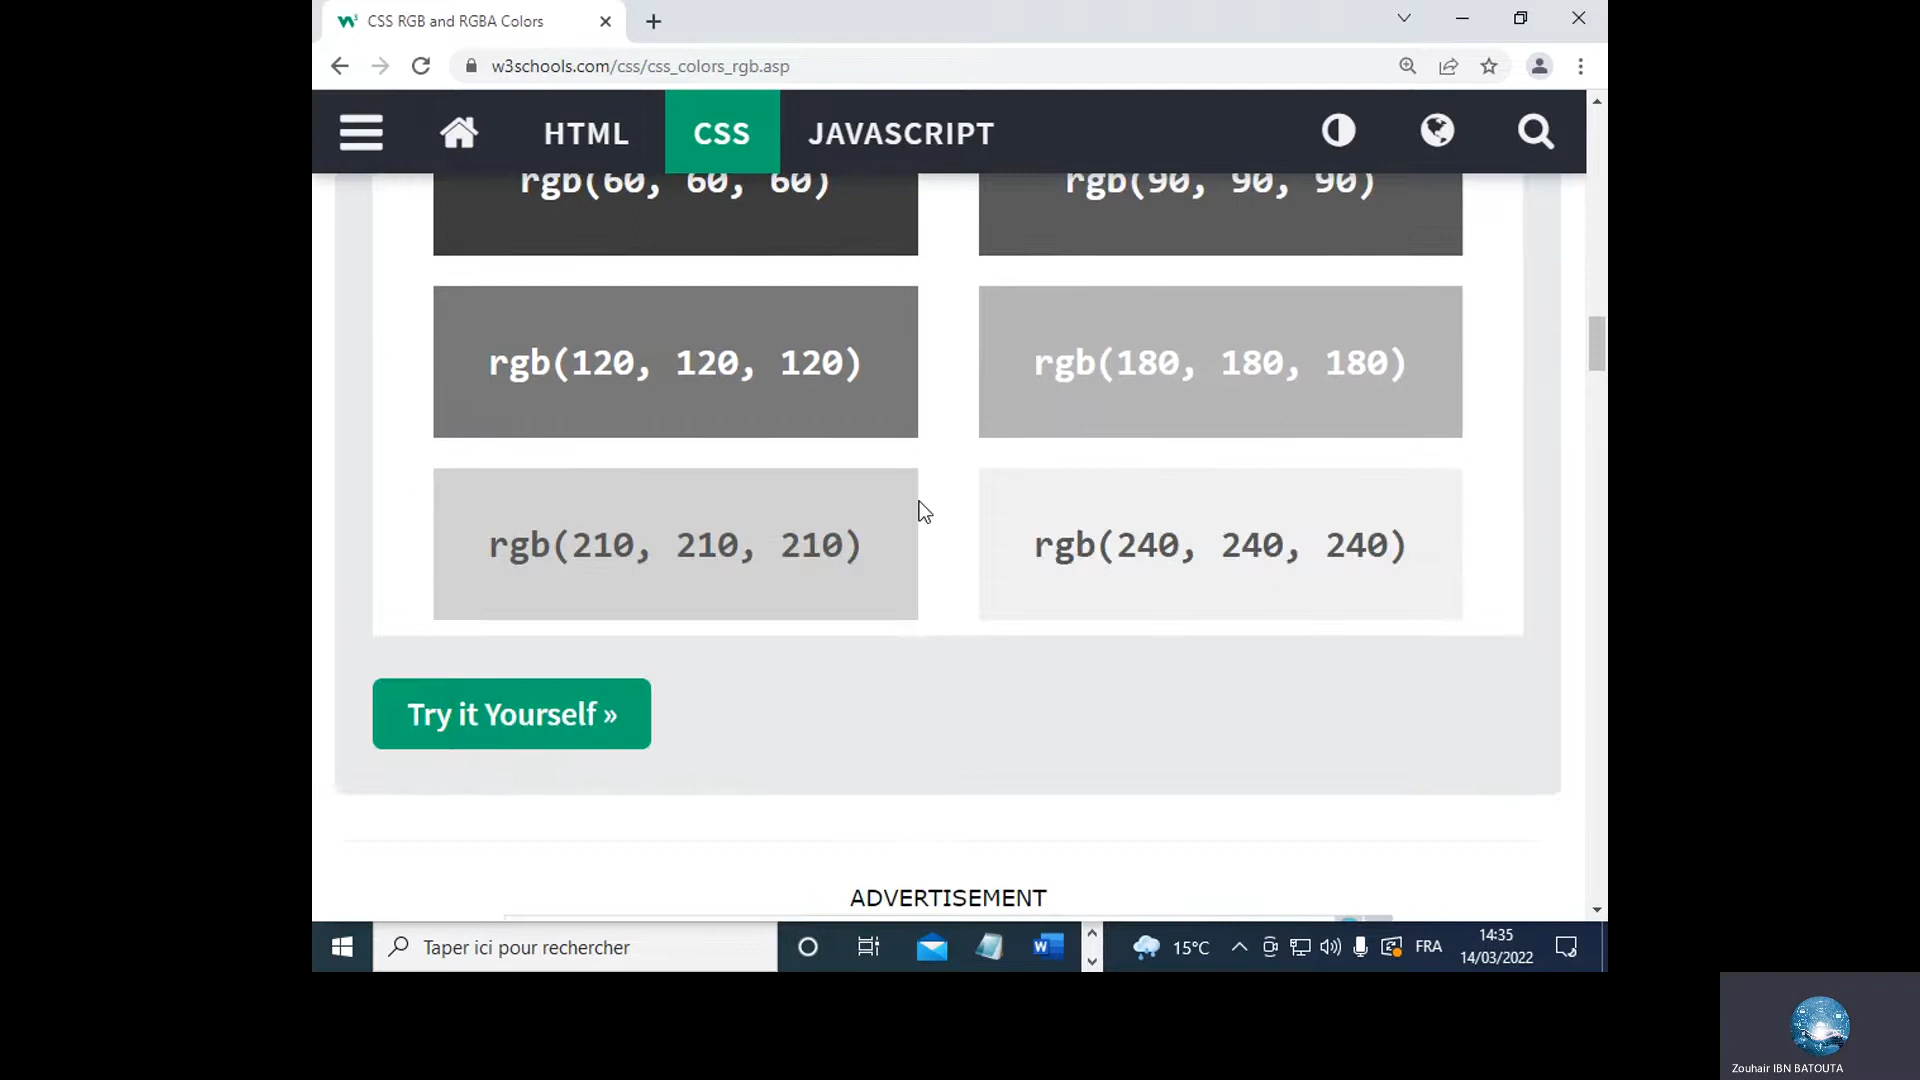 CSS RGB and RGBA Colors
w3schools.com/css/css_colors_rgb.asp
HTML CSS JAVASCRIPT
rgb(60, 60, 60) rgb(90, 90, 90)
rgb(120, 120, 120) rgb(180, 180, 180)
rgb(210, 210, 210) rgb(240, 240, 240)
Try it Yourself »
ADVERTISEMENT
Taper ici pour rechercher
15°C
FRA
14:35
14/03/2022
Zouhair IBN BATOUTA